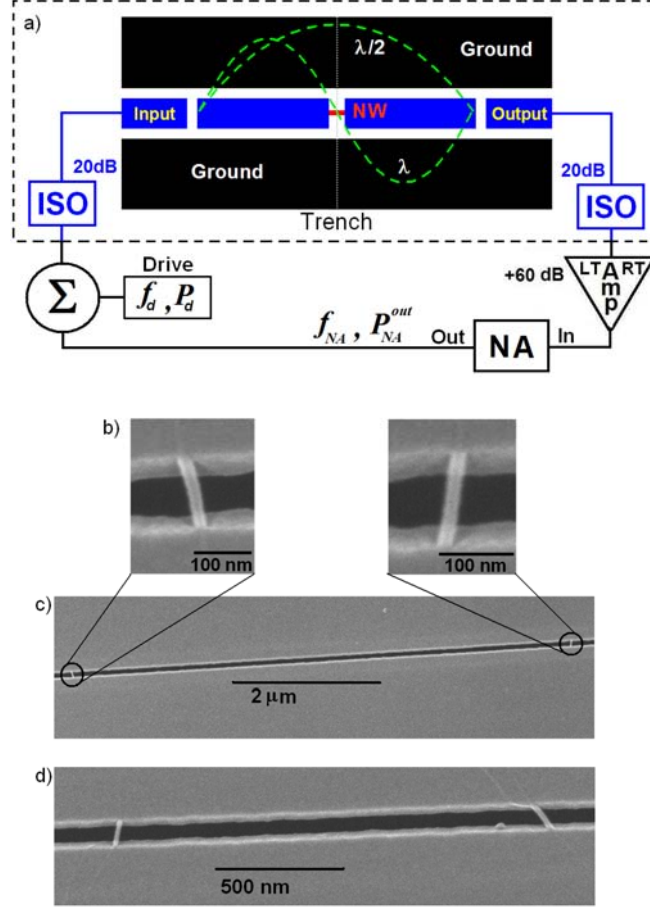 a)
λ/2
Ground
Input
NW
Output
20dB
Ground
λ
20dB
ISO
Trench
ISO
Σ
Drive
f_d , P_d
+60 dB
LT Amp RT
f_NA , P_NA^out
Out
NA
In
b)
100 nm
100 nm
c)
2 μm
d)
500 nm